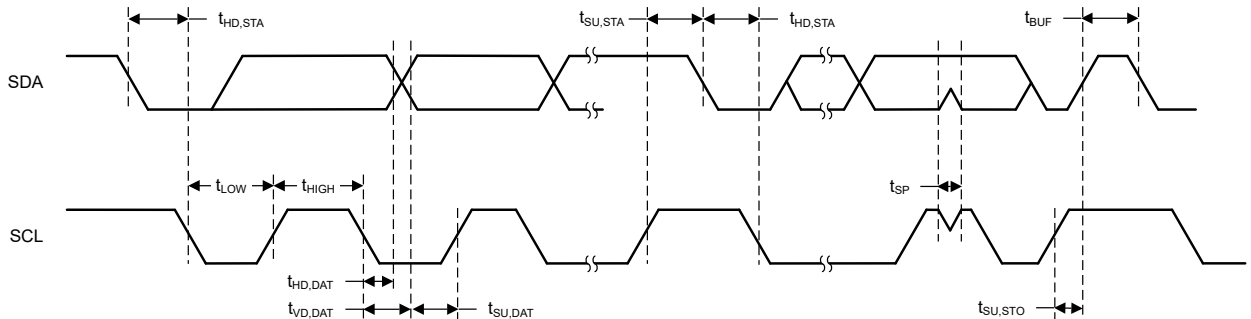 tHD,STA
tSU,STA
tHD,STA
tBUF
SDA
tLOW
tHIGH
tSP
SCL
tHD,DAT
tVD,DAT
tSU,DAT
tSU,STO